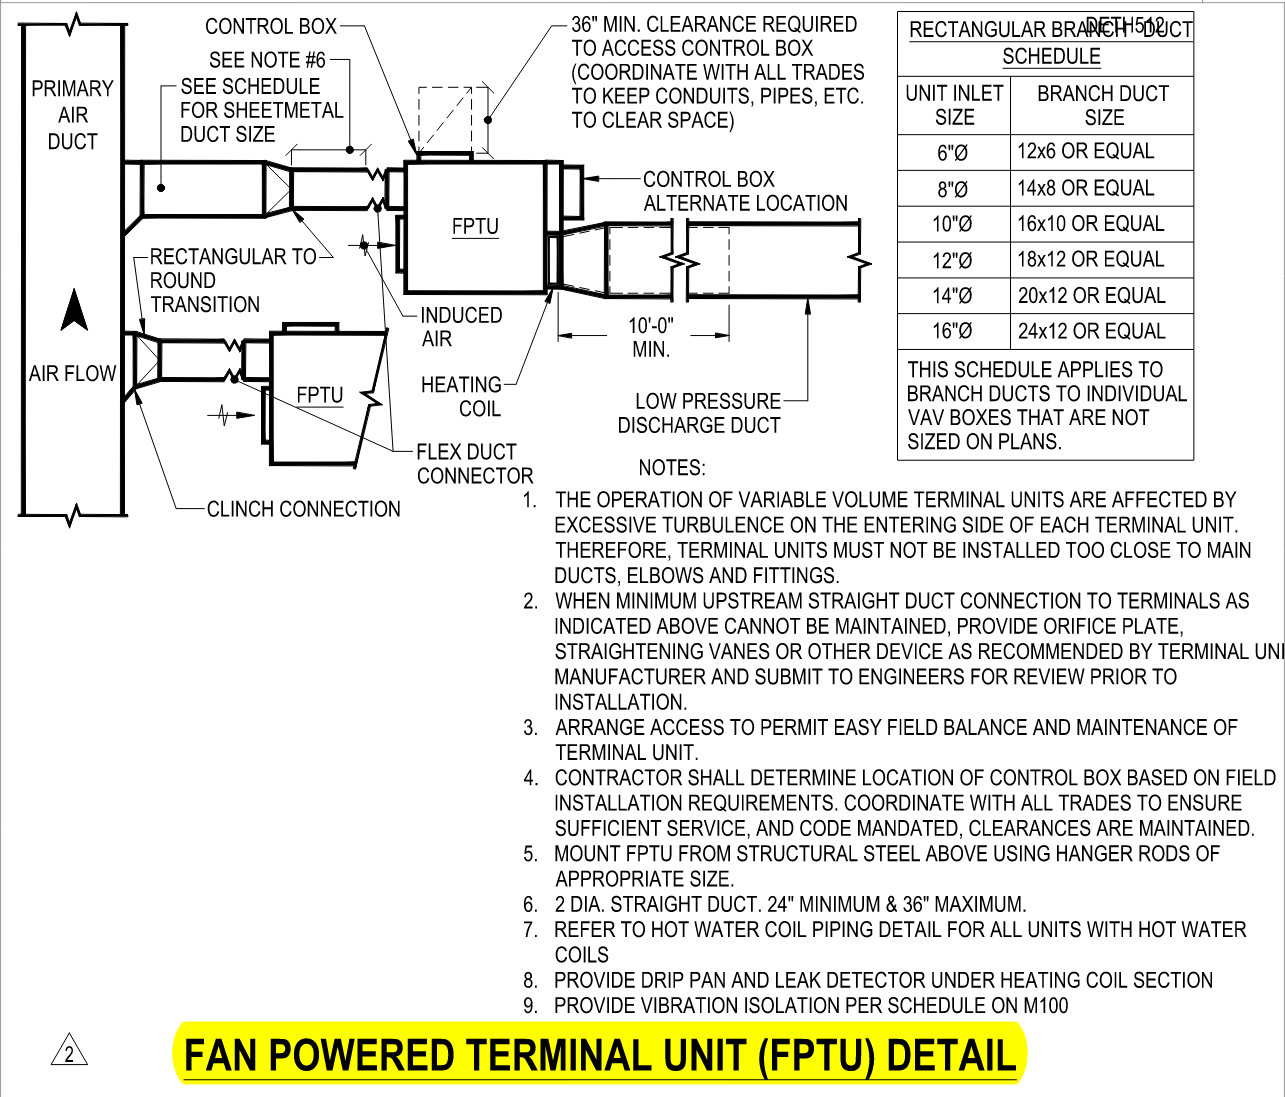 CONTROL BOX
SEE NOTE #6
SEE SCHEDULE
FOR SHEETMETAL
DUCT SIZE
PRIMARY
AIR
DUCT
36" MIN. CLEARANCE REQUIRED
TO ACCESS CONTROL BOX
(COORDINATE WITH ALL TRADES
TO KEEP CONDUITS, PIPES, ETC.
TO CLEAR SPACE)
CONTROL BOX
ALTERNATE LOCATION
FPTU
RECTANGULAR TO
ROUND
TRANSITION
INDUCED
AIR
10'-0"
MIN.
AIR FLOW
FPTU
HEATING
COIL
LOW PRESSURE
DISCHARGE DUCT
FLEX DUCT
CONNECTOR
CLINCH CONNECTION
DETH512
RECTANGULAR BRANCH DUCT
SCHEDULE
UNIT INLET SIZE BRANCH DUCT SIZE
6"Ø 12x6 OR EQUAL
8"Ø 14x8 OR EQUAL
10"Ø 16x10 OR EQUAL
12"Ø 18x12 OR EQUAL
14"Ø 20x12 OR EQUAL
16"Ø 24x12 OR EQUAL
THIS SCHEDULE APPLIES TO
BRANCH DUCTS TO INDIVIDUAL
VAV BOXES THAT ARE NOT
SIZED ON PLANS.
NOTES:
1. THE OPERATION OF VARIABLE VOLUME TERMINAL UNITS ARE AFFECTED BY
EXCESSIVE TURBULENCE ON THE ENTERING SIDE OF EACH TERMINAL UNIT.
THEREFORE, TERMINAL UNITS MUST NOT BE INSTALLED TOO CLOSE TO MAIN
DUCTS, ELBOWS AND FITTINGS.
2. WHEN MINIMUM UPSTREAM STRAIGHT DUCT CONNECTION TO TERMINALS AS
INDICATED ABOVE CANNOT BE MAINTAINED, PROVIDE ORIFICE PLATE,
STRAIGHTENING VANES OR OTHER DEVICE AS RECOMMENDED BY TERMINAL UNI
MANUFACTURER AND SUBMIT TO ENGINEERS FOR REVIEW PRIOR TO
INSTALLATION.
3. ARRANGE ACCESS TO PERMIT EASY FIELD BALANCE AND MAINTENANCE OF
TERMINAL UNIT.
4. CONTRACTOR SHALL DETERMINE LOCATION OF CONTROL BOX BASED ON FIELD
INSTALLATION REQUIREMENTS. COORDINATE WITH ALL TRADES TO ENSURE
SUFFICIENT SERVICE, AND CODE MANDATED, CLEARANCES ARE MAINTAINED.
5. MOUNT FPTU FROM STRUCTURAL STEEL ABOVE USING HANGER RODS OF
APPROPRIATE SIZE.
6. 2 DIA. STRAIGHT DUCT. 24" MINIMUM & 36" MAXIMUM.
7. REFER TO HOT WATER COIL PIPING DETAIL FOR ALL UNITS WITH HOT WATER
COILS
8. PROVIDE DRIP PAN AND LEAK DETECTOR UNDER HEATING COIL SECTION
9. PROVIDE VIBRATION ISOLATION PER SCHEDULE ON M100
2
FAN POWERED TERMINAL UNIT (FPTU) DETAIL